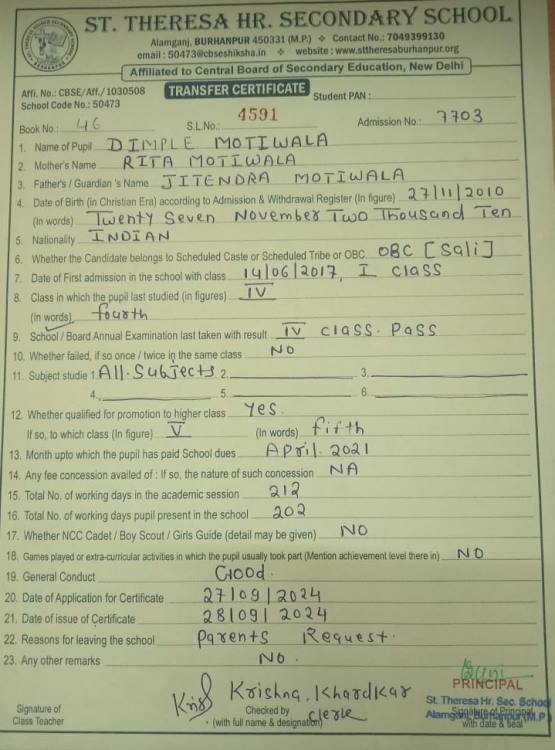 ST. THERESA HR. SECONDARY SCHOOL
Alamganj, BURHANPUR 450331 (M.P.) ❖ Contact No.: 7049399130
email : 50473@cbseshiksha.in ❖ website : www.sttheresaburhanpur.org
Affiliated to Central Board of Secondary Education, New Delhi
Affi. No.: CBSE/Aff./1030508 TRANSFER CERTIFICATE Student PAN :
School Code No.: 50473
Book No.: 46 S.L.No.: 4591 Admission No.: 7703
1. Name of Pupil DIMPLE MOTIWALA
2. Mother's Name RITA MOTIWALA
3. Father's / Guardian 's Name JITENDRA MOTIWALA
4. Date of Birth (in Christian Era) according to Admission & Withdrawal Register (In figure) 27/11/2010
(In words) Twenty Seven November Two Thousand Ten
5. Nationality INDIAN
6. Whether the Candidate belongs to Scheduled Caste or Scheduled Tribe or OBC OBC [Sali]
7. Date of First admission in the school with class 14/06/2017, I class
8. Class in which the pupil last studied (in figures) IV
(In words) fourth
9. School / Board Annual Examination last taken with result IV class. Pass
10. Whether failed, if so once / twice in the same class NO
11. Subject studie 1. All-Subjects 2. 3.
4. 5. 6.
12. Whether qualified for promotion to higher class Yes.
If so, to which class (In figure) V (In words) fifth
13. Month upto which the pupil has paid School dues April. 2021
14. Any fee concession availed of : If so, the nature of such concession NA
15. Total No. of working days in the academic session 212
16. Total No. of working days pupil present in the school 202
17. Whether NCC Cadet / Boy Scout / Girls Guide (detail may be given) NO
18. Games played or extra-curricular activities in which the pupil usually took part (Mention achievement level there in) NO
19. General Conduct Good.
20. Date of Application for Certificate 27/09/2024
21. Date of issue of Certificate 28/09/2024
22. Reasons for leaving the school Parents Request.
23. Any other remarks NO.
Krishna. Khardkar
PRINCIPAL
St. Theresa Hr. Sec. School
Alamganj, Burhanpur (M.P.)
Signature of Checked by Clerk Signature of Principal
Class Teacher (with full name & designation) with date & seal